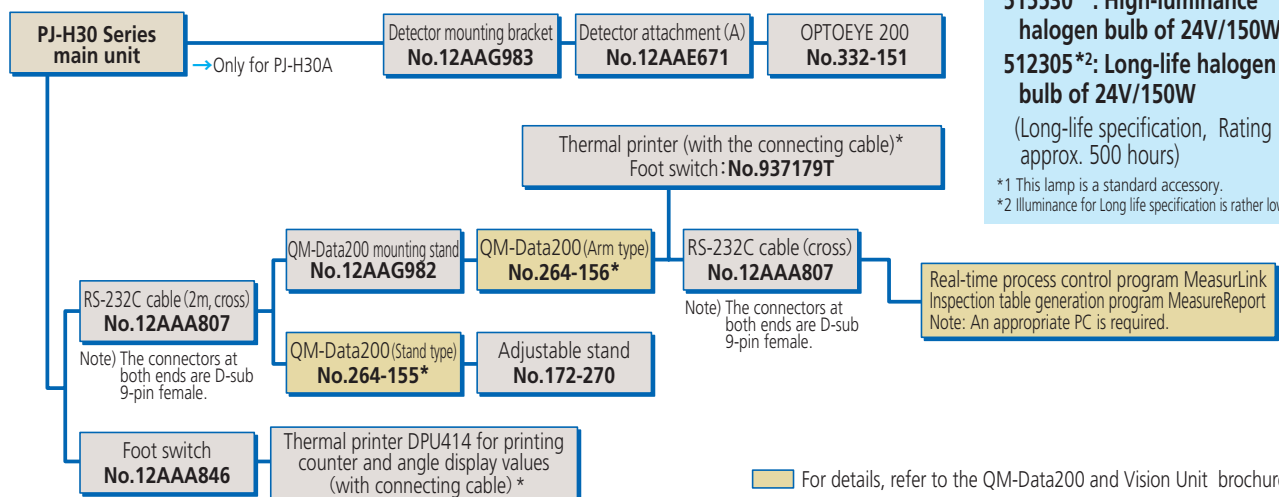 PJ-H30 Series
main unit
→Only for PJ-H30A
Detector mounting bracket
No.12AAG983
Detector attachment (A)
No.12AAE671
OPTOEYE 200
No.332-151
halogen bulb of 24V/150W
512305*2: Long-life halogen
bulb of 24V/150W
(Long-life specification, Rating
approx. 500 hours)
*1 This lamp is a standard accessory.
*2 Illuminance for Long life specification is rather
Thermal printer (with the connecting cable)*
Foot switch: No.937179T
QM-Data200 mounting stand
No.12AAG982
QM-Data200 (Arm type)
No.264-156*
RS-232C cable (cross)
No.12AAA807
Note) The connectors at
both ends are D-sub
9-pin female.
Real-time process control program MeasurLink
Inspection table generation program MeasureReport
Note: An appropriate PC is required.
RS-232C cable (2m, cross)
No.12AAA807
Note) The connectors at
both ends are D-sub
9-pin female.
QM-Data200 (Stand type)
No.264-155*
Adjustable stand
No.172-270
Foot switch
No.12AAA846
Thermal printer DPU414 for printing
counter and angle display values
(with connecting cable) *
For details, refer to the QM-Data200 and Vision Unit